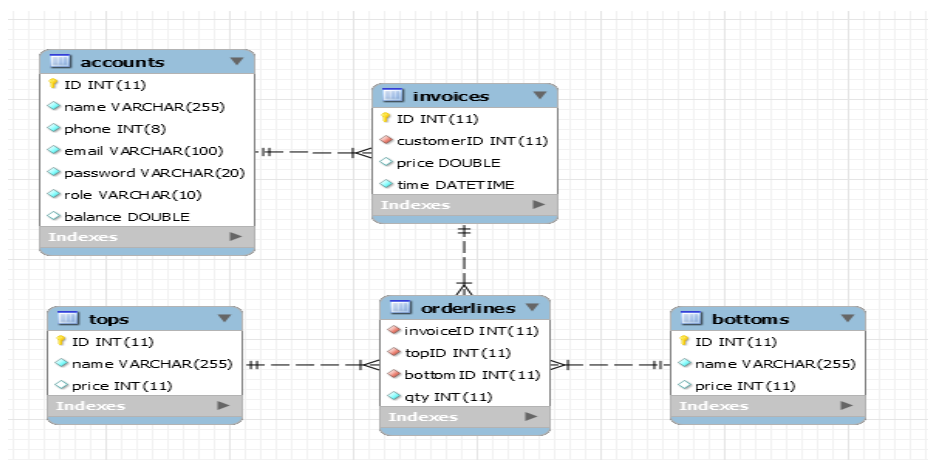 accounts
ID INT(11)
name VARCHAR(255)
phone INT(8)
email VARCHAR(100)
password VARCHAR(20)
role VARCHAR(10)
balance DOUBLE
Indexes
invoices
ID INT(11)
customerID INT(11)
price DOUBLE
time DATETIME
Indexes
tops
ID INT(11)
name VARCHAR(255)
price INT(11)
Indexes
orderlines
invoiceID INT(11)
topID INT(11)
bottomID INT(11)
qty INT(11)
Indexes
bottoms
ID INT(11)
name VARCHAR(255)
price INT(11)
Indexes